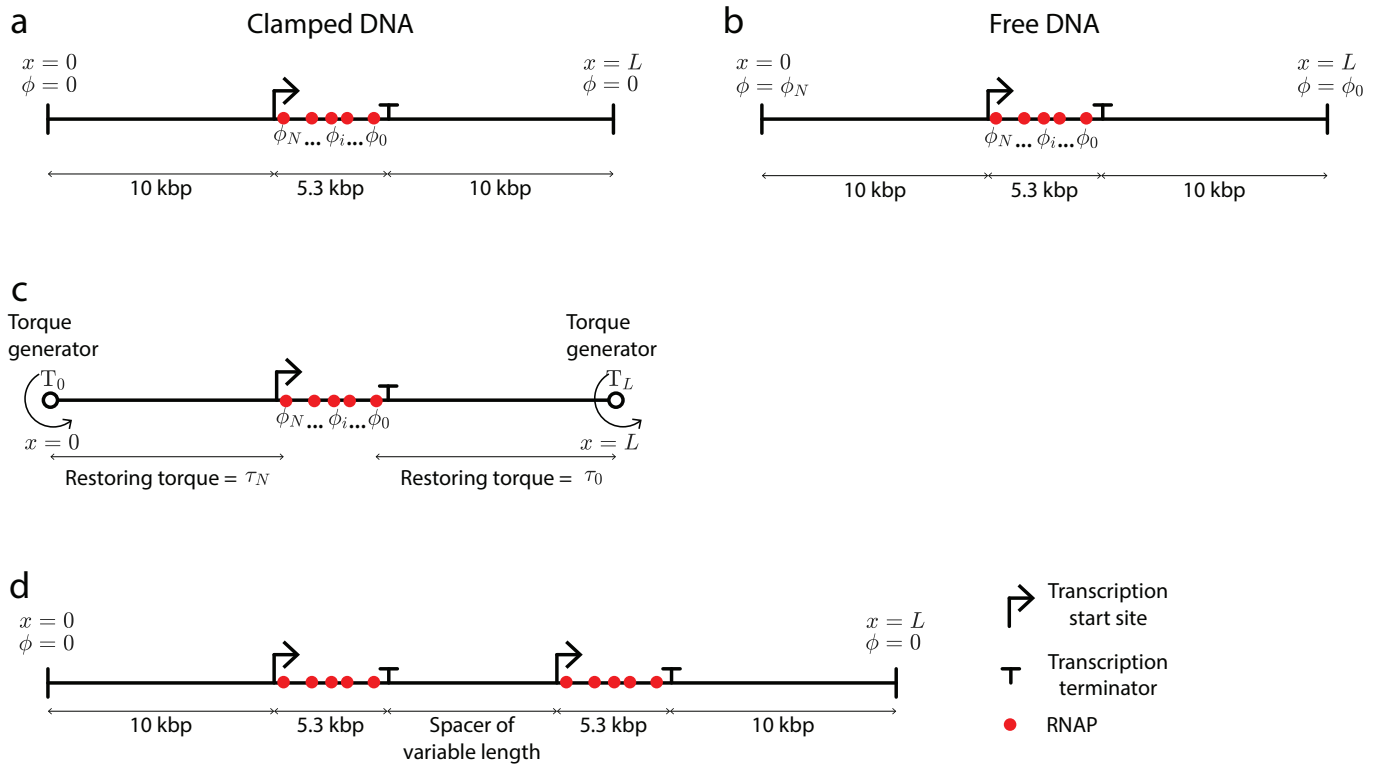 a
Clamped DNA
x = 0
ϕ = 0
x = L
ϕ = 0
ϕ_N ... ϕ_i ... ϕ_0
10 kbp
5.3 kbp
10 kbp
b
Free DNA
x = 0
ϕ = ϕ_N
x = L
ϕ = ϕ_0
ϕ_N ... ϕ_i ... ϕ_0
10 kbp
5.3 kbp
10 kbp
c
Torque
generator
T_0
x = 0
Torque
generator
T_L
x = L
ϕ_N ... ϕ_i ... ϕ_0
Restoring torque = τ_N
Restoring torque = τ_0
d
x = 0
ϕ = 0
x = L
ϕ = 0
10 kbp
5.3 kbp
Spacer of
variable length
5.3 kbp
10 kbp
Transcription
start site
Transcription
terminator
RNAP